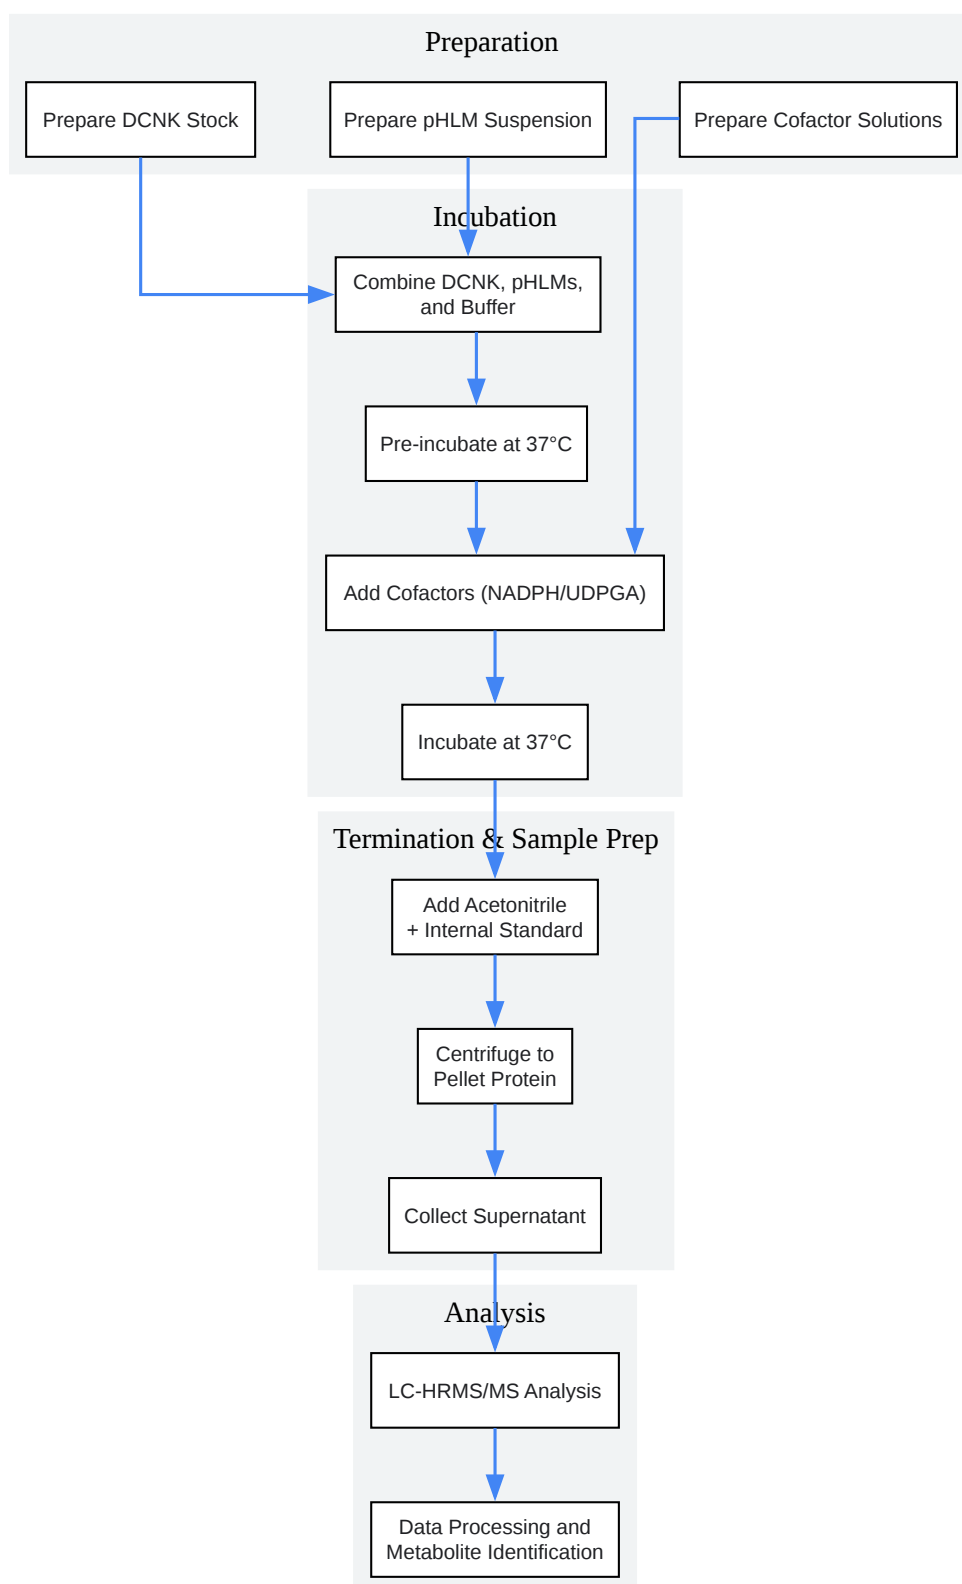 Preparation
Prepare DCNK Stock
Prepare pHLM Suspension
Prepare Cofactor Solutions
Incubation
Combine DCNK, pHLMs,
and Buffer
Pre-incubate at 37°C
Add Cofactors (NADPH/UDPGA)
Incubate at 37°C
Termination & Sample Prep
Add Acetonitrile
+ Internal Standard
Centrifuge to
Pellet Protein
Collect Supernatant
Analysis
LC-HRMS/MS Analysis
Data Processing and
Metabolite Identification